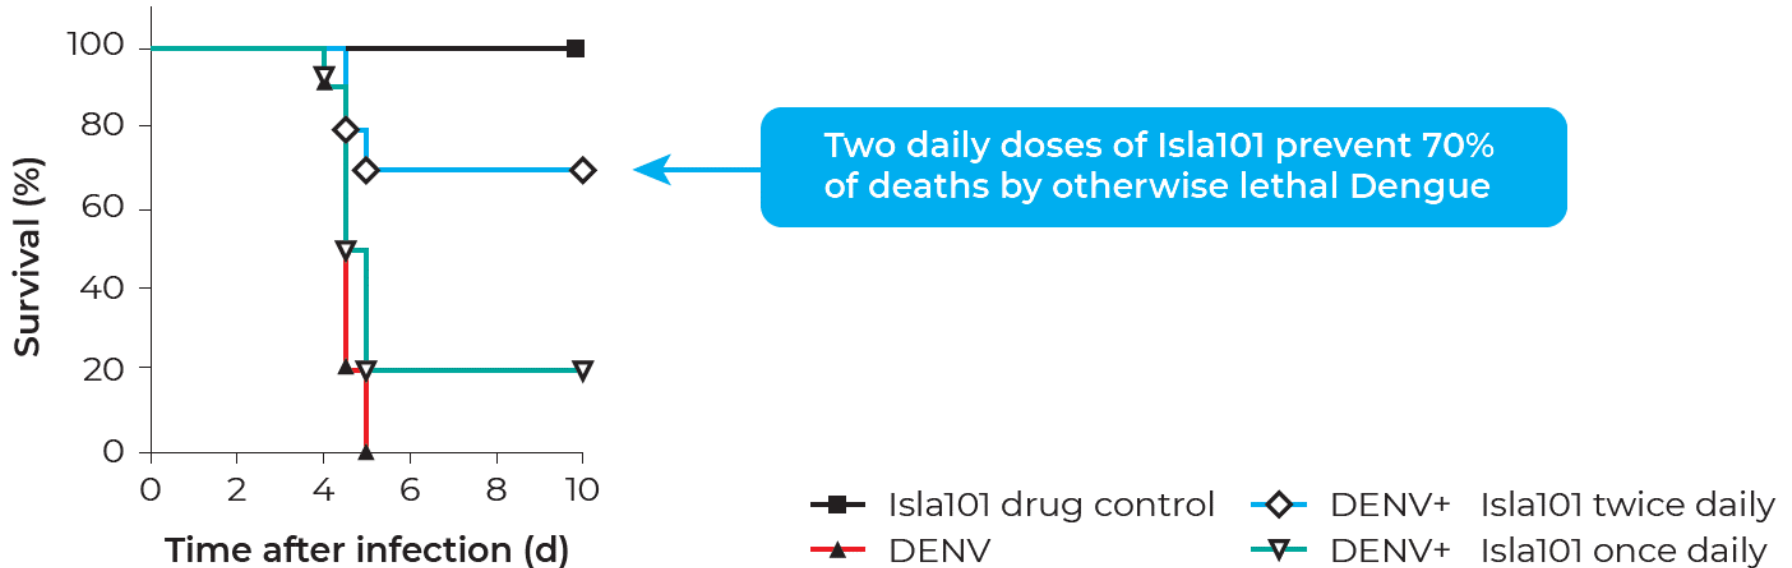 Survival (%)
100
80
60
40
20
0
0 2 4 6 8 10
Time after infection (d)
Two daily doses of Isla101 prevent 70%
of deaths by otherwise lethal Dengue
Isla101 drug control
DENV
DENV+ Isla101 twice daily
DENV+ Isla101 once daily